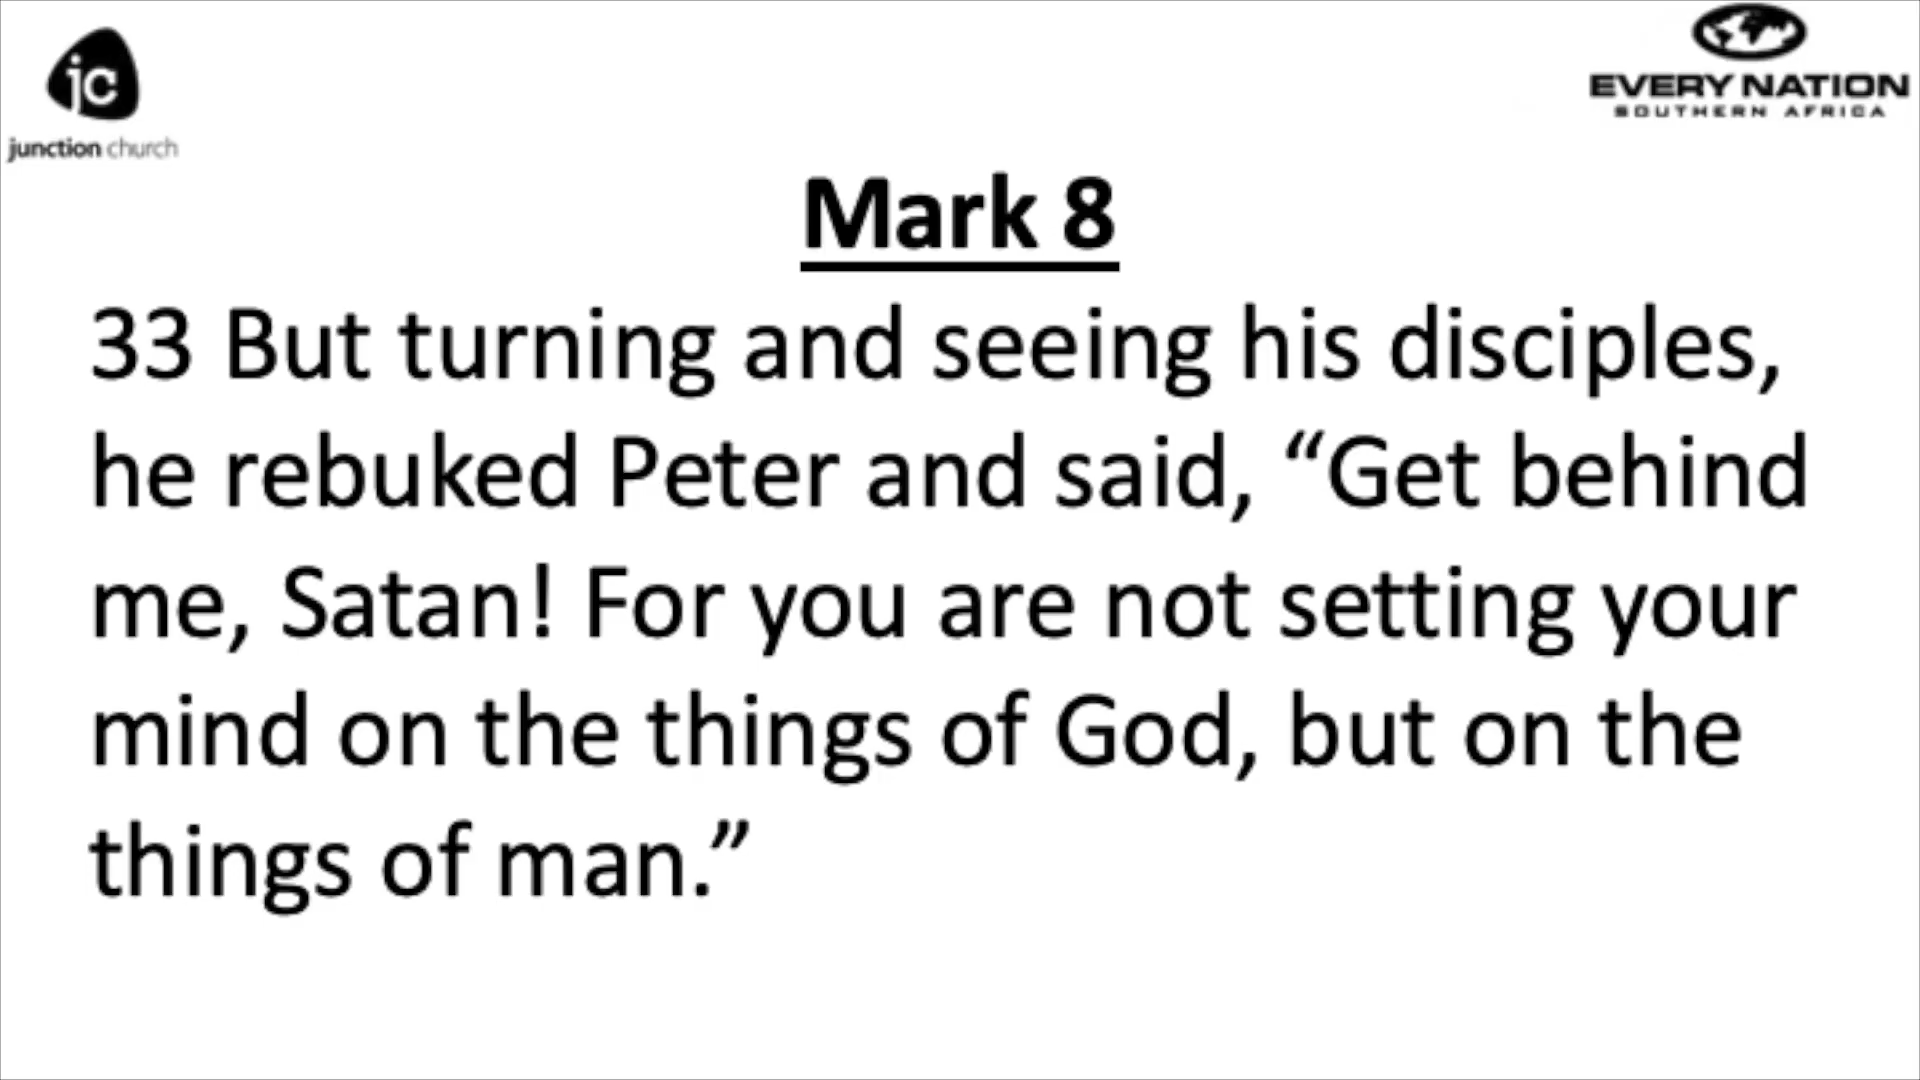 jc
junction church
EVERY NATION
SOUTHERN AFRICA
Mark 8
33 But turning and seeing his disciples,
he rebuked Peter and said, “Get behind
me, Satan! For you are not setting your
mind on the things of God, but on the
things of man.”